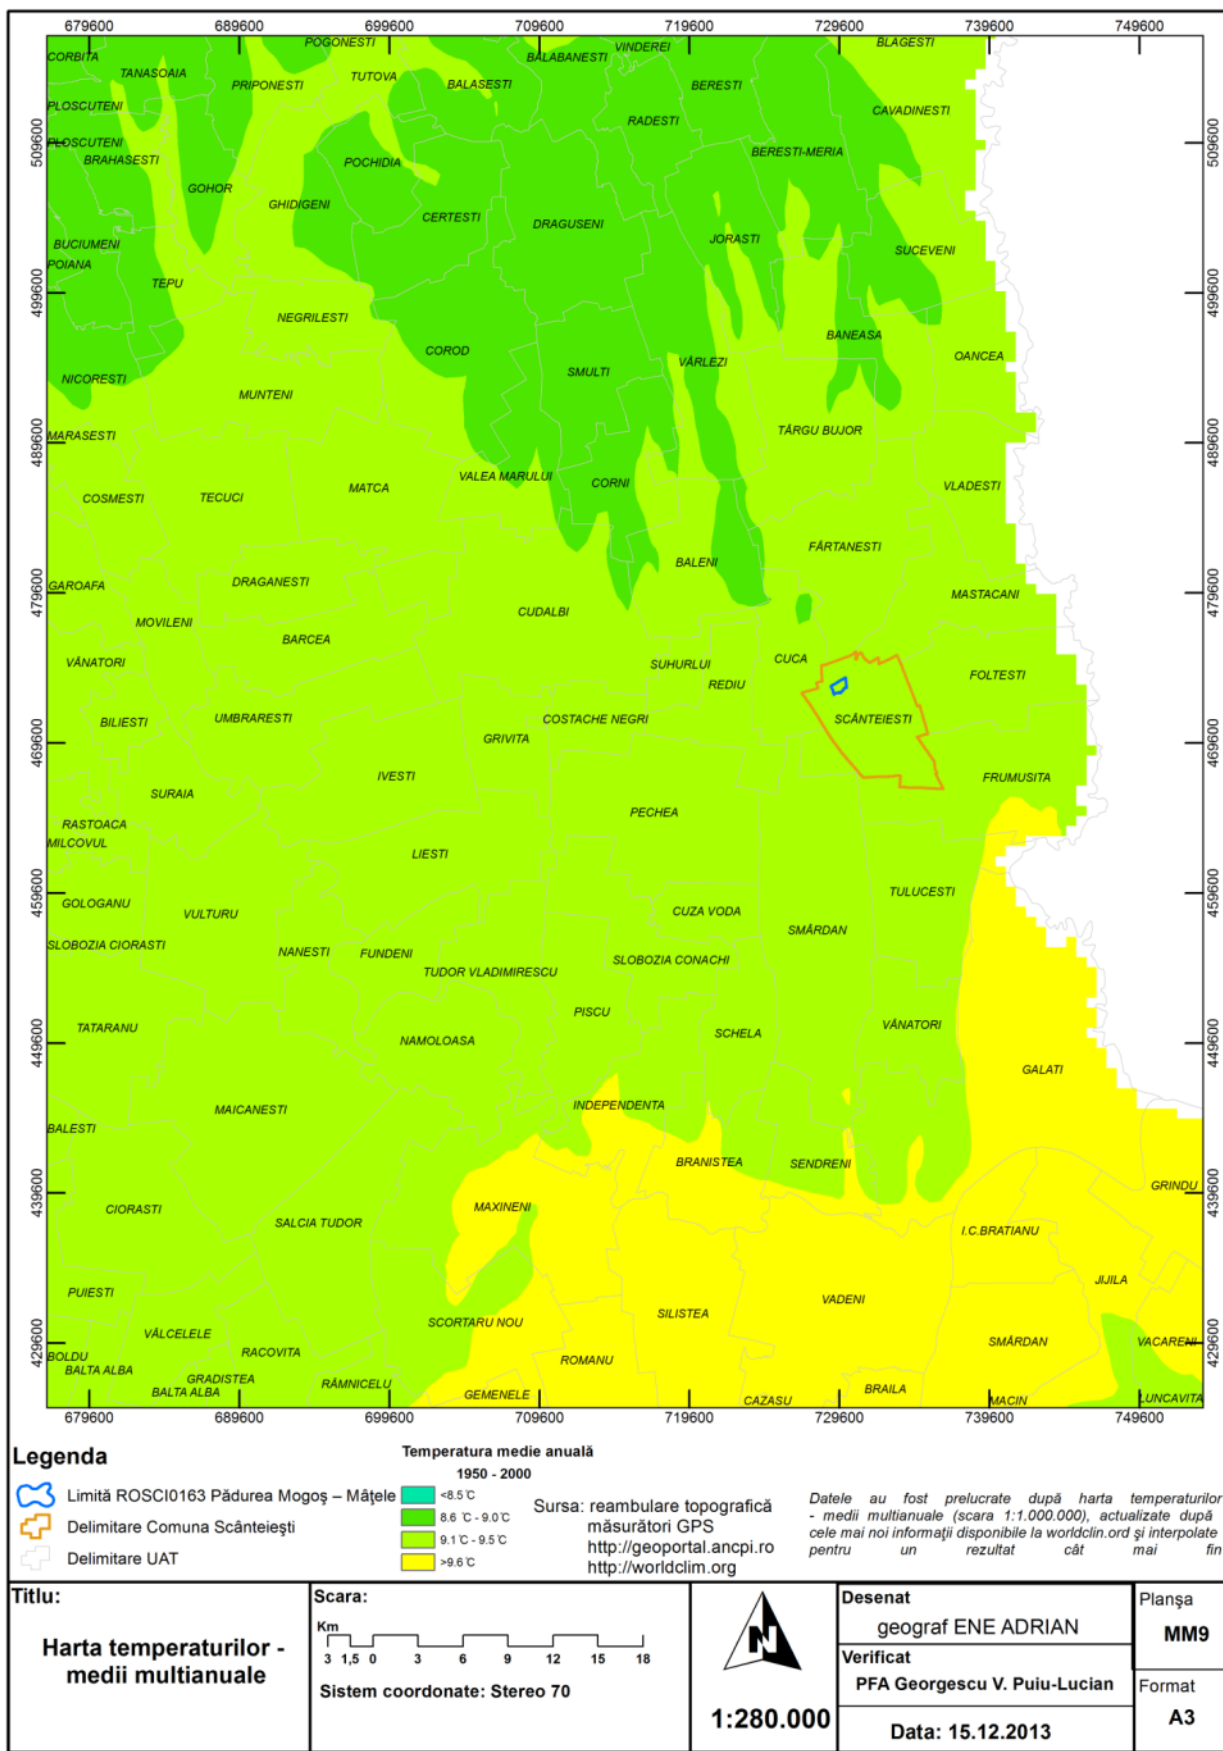 679600 689600 699600 709600 719600 729600 739600 749600
CORBITA
POGONESTI
VINDEREI
BLAGESTI
BALABANESTI
TANASOAIA
TUTOVA
PRIPONESTI
BALASESTI
BERESTI
PLOSCUTENI
CAVADINESTI
RADESTI
509600
PLOSCUTENI
509600
BRAHASESTI
POCHIDIA
BERESTI-MERIA
GOHOR
GHIDIGENI
CERTESTI
DRAGUSENI
BUCIUMENI
JORASTI
SUCEVENI
POIANA
TEPU
499600
499600
NEGRILESTI
BANEASA
COROD
OANCEA
VÂRLEZI
SMULTI
NICORESTI
MUNTENI
TÂRGU BUJOR
MARASESTI
489600
489600
VALEA MARULUI
CORNI
VLADESTI
MATCA
COSMESTI
TECUCI
FÂRTANESTI
BALENI
DRAGANESTI
GAROAFA
479600
479600
MASTACANI
CUDALBI
MOVILENI
BARCEA
VÂNATORI
SUHURLUI
CUCA
FOLTESTI
REDIU
BILIESTI
UMBRARESTI
COSTACHE NEGRI
SCÂNTEIESTI
GRIVITA
469600
469600
IVESTI
FRUMUSITA
SURAIA
PECHEA
RASTOACA
MILCOVUL
LIESTI
TULUCESTI
459600
459600
GOLOGANU
VULTURU
CUZA VODA
SMÂRDAN
SLOBOZIA CIORASTI
NANESTI
FUNDENI
SLOBOZIA CONACHI
TUDOR VLADIMIRESCU
PISCU
TATARANU
VÂNATORI
SCHELA
NAMOLOASA
449600
449600
GALATI
MAICANESTI
INDEPENDENTA
BALESTI
BRANISTEA
SENDRENI
439600
439600
GRINDU
CIORASTI
MAXINENI
SALCIA TUDOR
I.C.BRATIANU
JIJILA
PUIESTI
VADENI
SILISTEA
SCORTARU NOU
VÂLCELELE
SMÂRDAN
VACARENI
429600
429600
RACOVITA
BOLDU
ROMANU
BALTA ALBA
GRADISTEA
RÂMNICELU
BRAILA
BALTA ALBA
GEMENELE
CAZASU
MACIN
LUNCAVITA
679600 689600 699600 709600 719600 729600 739600 749600
Legenda
Limită ROSCI0163 Pădurea Mogoş – Mâţele
Delimitare Comuna Scânteieşti
Delimitare UAT
Temperatura medie anuală
1950 - 2000
<8.5°C
8.6 °C - 9.0°C
9.1°C - 9.5°C
>9.6°C
Sursa: reambulare topografică
măsurători GPS
http://geoportal.ancpi.ro
http://worldclim.org
Datele au fost prelucrate după harta temperaturilor
- medii multianuale (scara 1:1.000.000), actualizate după
cele mai noi informaţii disponibile la worldclin.ord şi interpolate
pentru un rezultat cât mai fin
Titlu:
Harta temperaturilor -
medii multianuale
Scara:
Km
3 1,5 0 3 6 9 12 15 18
Sistem coordonate: Stereo 70
N
1:280.000
Desenat
geograf ENE ADRIAN
Verificat
PFA Georgescu V. Puiu-Lucian
Data: 15.12.2013
Planşa
MM9
Format
A3